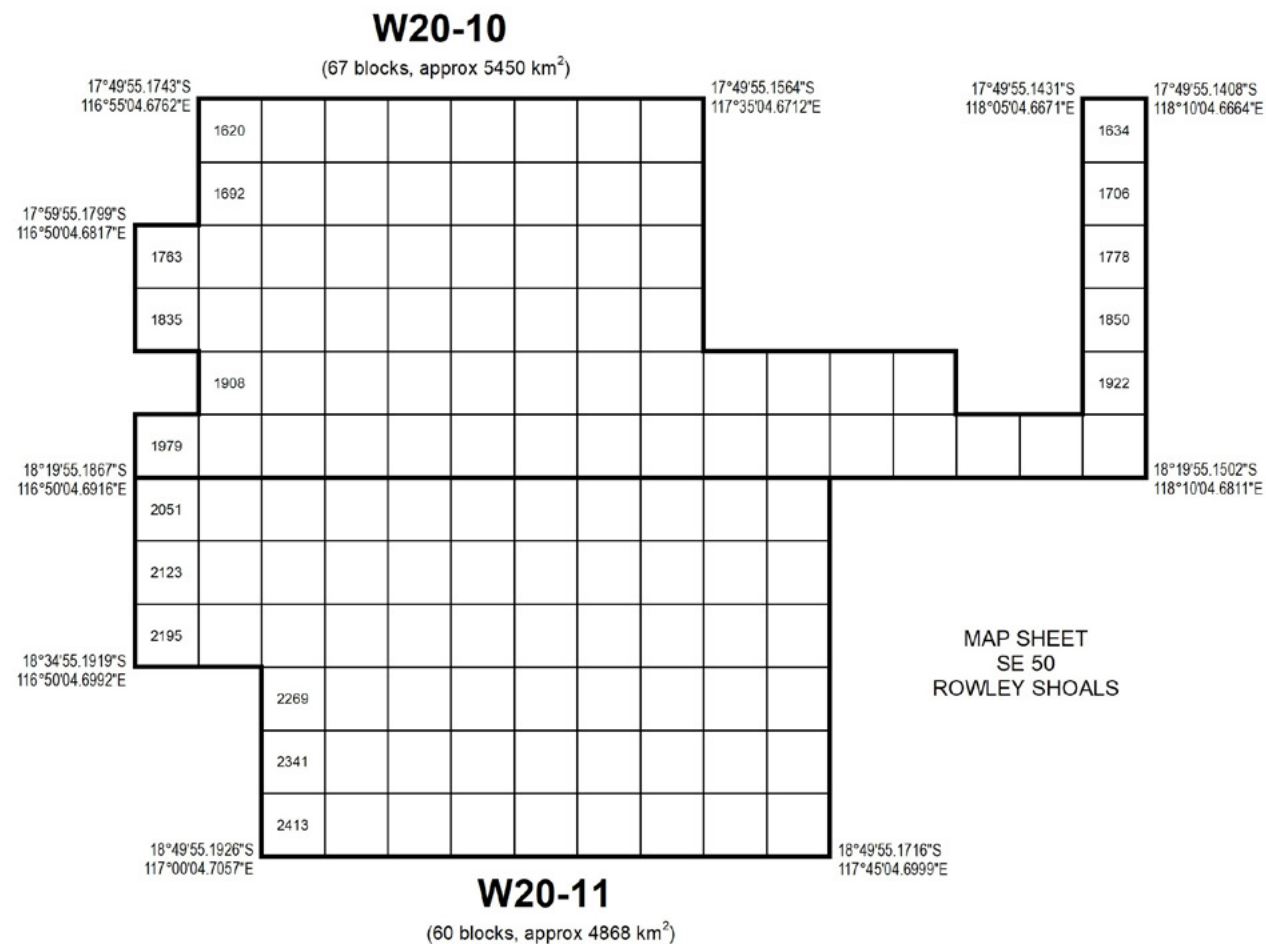 W20-10
(67 blocks, approx 5450 km²)
17°49'55.1743"S
116°55'04.6762"E
17°49'55.1564"S
117°35'04.6712"E
17°49'55.1431"S
118°05'04.6671"E
17°49'55.1408"S
118°10'04.6664"E
1620
1634
1692
1706
17°59'55.1799"S
116°50'04.6817"E
1763
1778
1835
1850
1908
1922
1979
18°19'55.1867"S
116°50'04.6916"E
18°19'55.1502"S
118°10'04.6811"E
2051
2123
2195
18°34'55.1919"S
116°50'04.6992"E
MAP SHEET
SE 50
ROWLEY SHOALS
2269
2341
2413
18°49'55.1926"S
117°00'04.7057"E
18°49'55.1716"S
117°45'04.6999"E
W20-11
(60 blocks, approx 4868 km²)